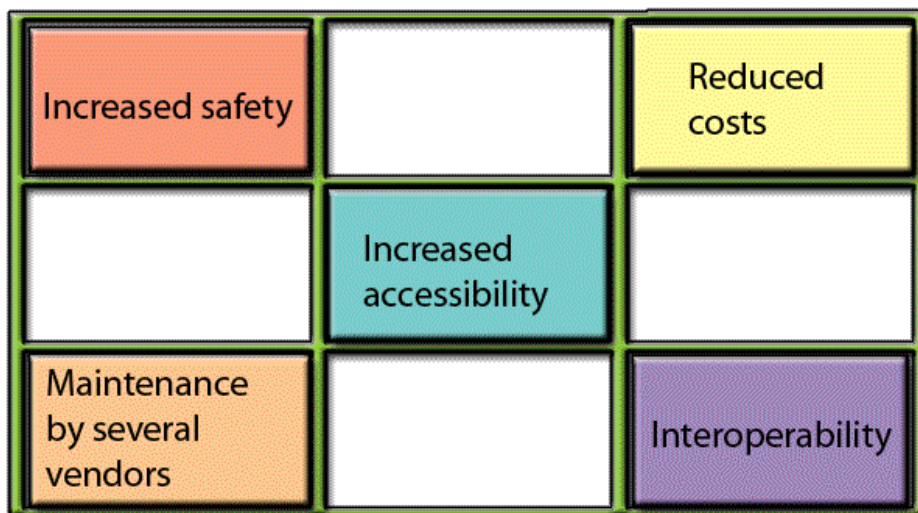 Increased safety
Reduced
costs
Increased
accessibility
Maintenance
by several
vendors
Interoperability